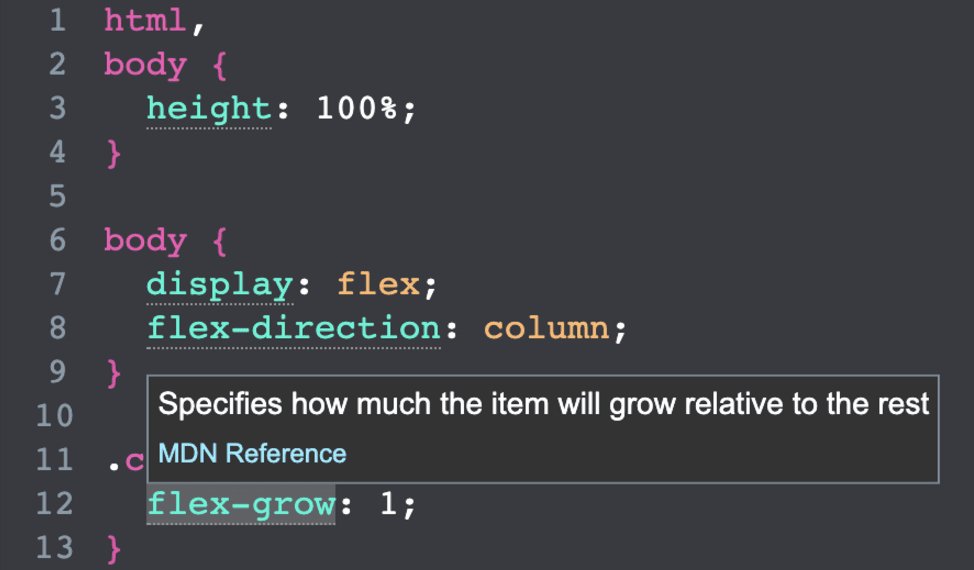 1 html,
2 body {
3 height: 100%;
4 }
5
6 body {
7 display: flex;
8 flex-direction: column;
9 }
Specifies how much the item will grow relative to the rest
10
MDN Reference
11 .c
12 flex-grow: 1;
13 }